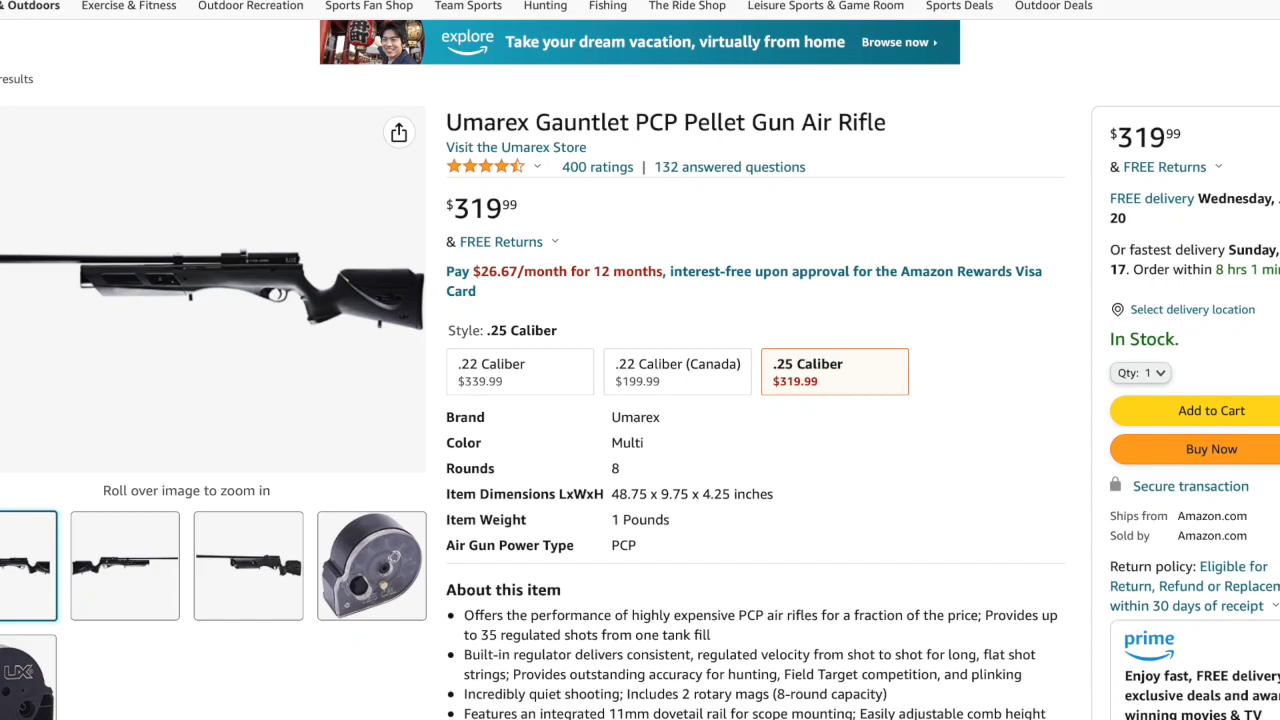 & Outdoors Exercise & Fitness Outdoor Recreation Sports Fan Shop Team Sports Hunting Fishing The Ride Shop Leisure Sports & Game Room Sports Deals Outdoor Deals
explore Take your dream vacation, virtually from home Browse now
results
Umarex Gauntlet PCP Pellet Gun Air Rifle
Visit the Umarex Store
400 ratings | 132 answered questions
$319.99
& FREE Returns
Pay $26.67/month for 12 months, interest-free upon approval for the Amazon Rewards Visa
Card
Style: .25 Caliber
.22 Caliber
$339.99
.22 Caliber (Canada)
$199.99
.25 Caliber
$319.99
Brand Umarex
Color Multi
Rounds 8
Item Dimensions LxWxH 48.75 x 9.75 x 4.25 inches
Item Weight 1 Pounds
Air Gun Power Type PCP
Roll over image to zoom in
UX
About this item
Offers the performance of highly expensive PCP air rifles for a fraction of the price; Provides up
to 35 regulated shots from one tank fill
Built-in regulator delivers consistent, regulated velocity from shot to shot for long, flat shot
strings; Provides outstanding accuracy for hunting, Field Target competition, and plinking
Incredibly quiet shooting; Includes 2 rotary mags (8-round capacity)
Features an integrated 11mm dovetail rail for scope mounting; Easily adjustable comb height
$319.99
& FREE Returns
FREE delivery Wednesday,
20
Or fastest delivery Sunday,
17. Order within 8 hrs 1 min
Select delivery location
In Stock.
Qty: 1
Add to Cart
Buy Now
Secure transaction
Ships from Amazon.com
Sold by Amazon.com
Return policy: Eligible for
Return, Refund or Replacem
within 30 days of receipt
prime
Enjoy fast, FREE delivery
exclusive deals and awa
winning movies & TV